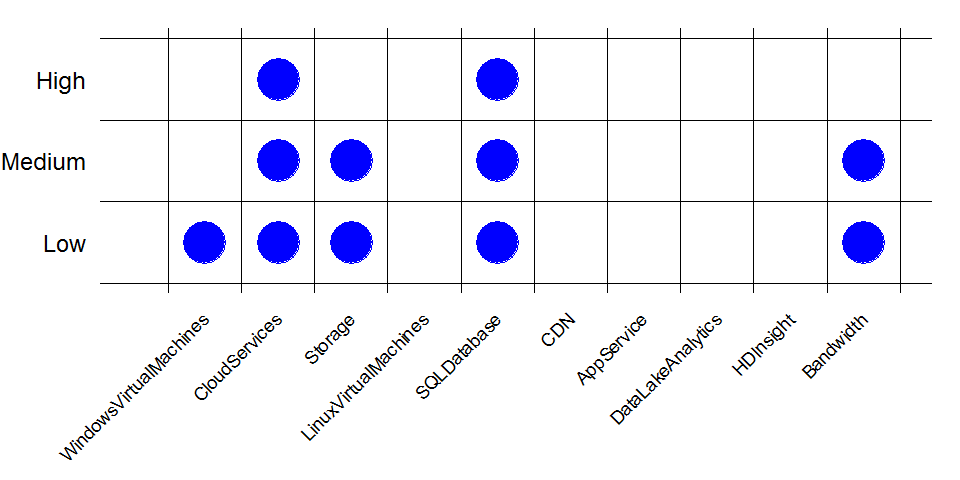 High
Medium
Low
WindowsVirtualMachines
CloudServices
Storage
LinuxVirtualMachines
SQLDatabase
CDN
AppService
DataLakeAnalytics
HDInsight
Bandwidth